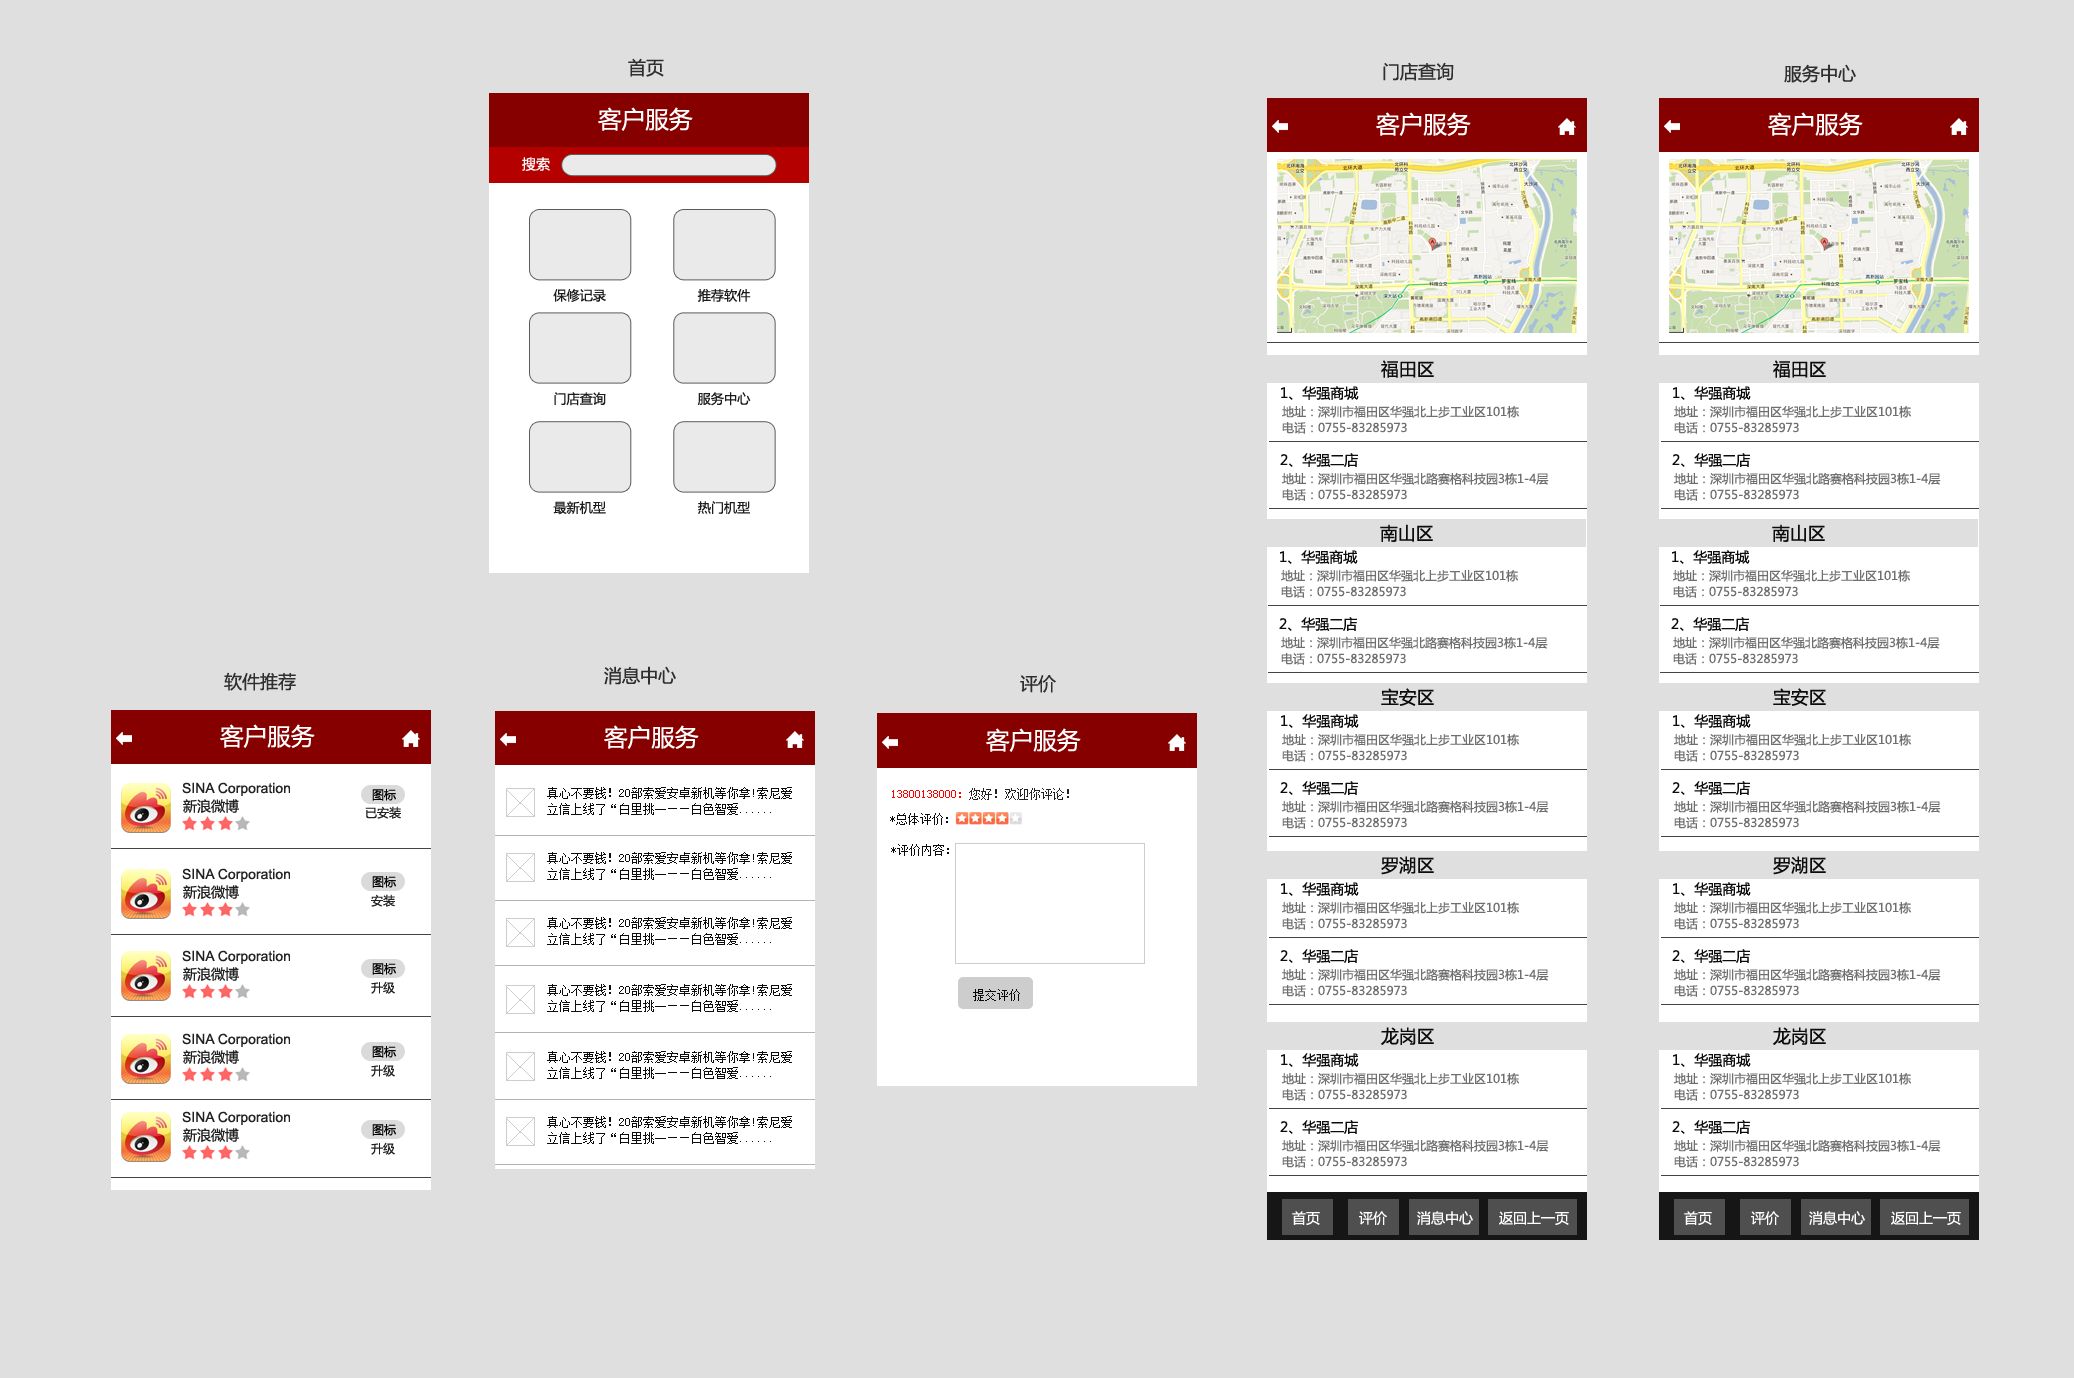 首页
客户服务
搜索
保修记录
推荐软件
门店查询
服务中心
最新机型
热门机型
软件推荐
客户服务
SINA Corporation
新浪微博
图标
已安装
SINA Corporation
新浪微博
图标
安装
SINA Corporation
新浪微博
图标
升级
SINA Corporation
新浪微博
图标
升级
SINA Corporation
新浪微博
图标
升级
消息中心
客户服务
真心不要钱！20部索爱安卓新机等你拿!索尼爱
立信上线了“白里挑一——白色智爱......
真心不要钱！20部索爱安卓新机等你拿!索尼爱
立信上线了“白里挑一——白色智爱......
真心不要钱！20部索爱安卓新机等你拿!索尼爱
立信上线了“白里挑一——白色智爱......
真心不要钱！20部索爱安卓新机等你拿!索尼爱
立信上线了“白里挑一——白色智爱......
真心不要钱！20部索爱安卓新机等你拿!索尼爱
立信上线了“白里挑一——白色智爱......
真心不要钱！20部索爱安卓新机等你拿!索尼爱
立信上线了“白里挑一——白色智爱......
评价
客户服务
13800138000：您好！欢迎你评论！
*总体评价：
*评价内容：
提交评价
门店查询
客户服务
福田区
1、华强商城
地址：深圳市福田区华强北上步工业区101栋
电话：0755-83285973
2、华强二店
地址：深圳市福田区华强北路赛格科技园3栋1-4层
电话：0755-83285973
南山区
1、华强商城
地址：深圳市福田区华强北上步工业区101栋
电话：0755-83285973
2、华强二店
地址：深圳市福田区华强北路赛格科技园3栋1-4层
电话：0755-83285973
宝安区
1、华强商城
地址：深圳市福田区华强北上步工业区101栋
电话：0755-83285973
2、华强二店
地址：深圳市福田区华强北路赛格科技园3栋1-4层
电话：0755-83285973
罗湖区
1、华强商城
地址：深圳市福田区华强北上步工业区101栋
电话：0755-83285973
2、华强二店
地址：深圳市福田区华强北路赛格科技园3栋1-4层
电话：0755-83285973
龙岗区
1、华强商城
地址：深圳市福田区华强北上步工业区101栋
电话：0755-83285973
2、华强二店
地址：深圳市福田区华强北路赛格科技园3栋1-4层
电话：0755-83285973
首页 评价 消息中心 返回上一页
服务中心
客户服务
福田区
1、华强商城
地址：深圳市福田区华强北上步工业区101栋
电话：0755-83285973
2、华强二店
地址：深圳市福田区华强北路赛格科技园3栋1-4层
电话：0755-83285973
南山区
1、华强商城
地址：深圳市福田区华强北上步工业区101栋
电话：0755-83285973
2、华强二店
地址：深圳市福田区华强北路赛格科技园3栋1-4层
电话：0755-83285973
宝安区
1、华强商城
地址：深圳市福田区华强北上步工业区101栋
电话：0755-83285973
2、华强二店
地址：深圳市福田区华强北路赛格科技园3栋1-4层
电话：0755-83285973
罗湖区
1、华强商城
地址：深圳市福田区华强北上步工业区101栋
电话：0755-83285973
2、华强二店
地址：深圳市福田区华强北路赛格科技园3栋1-4层
电话：0755-83285973
龙岗区
1、华强商城
地址：深圳市福田区华强北上步工业区101栋
电话：0755-83285973
2、华强二店
地址：深圳市福田区华强北路赛格科技园3栋1-4层
电话：0755-83285973
首页 评价 消息中心 返回上一页